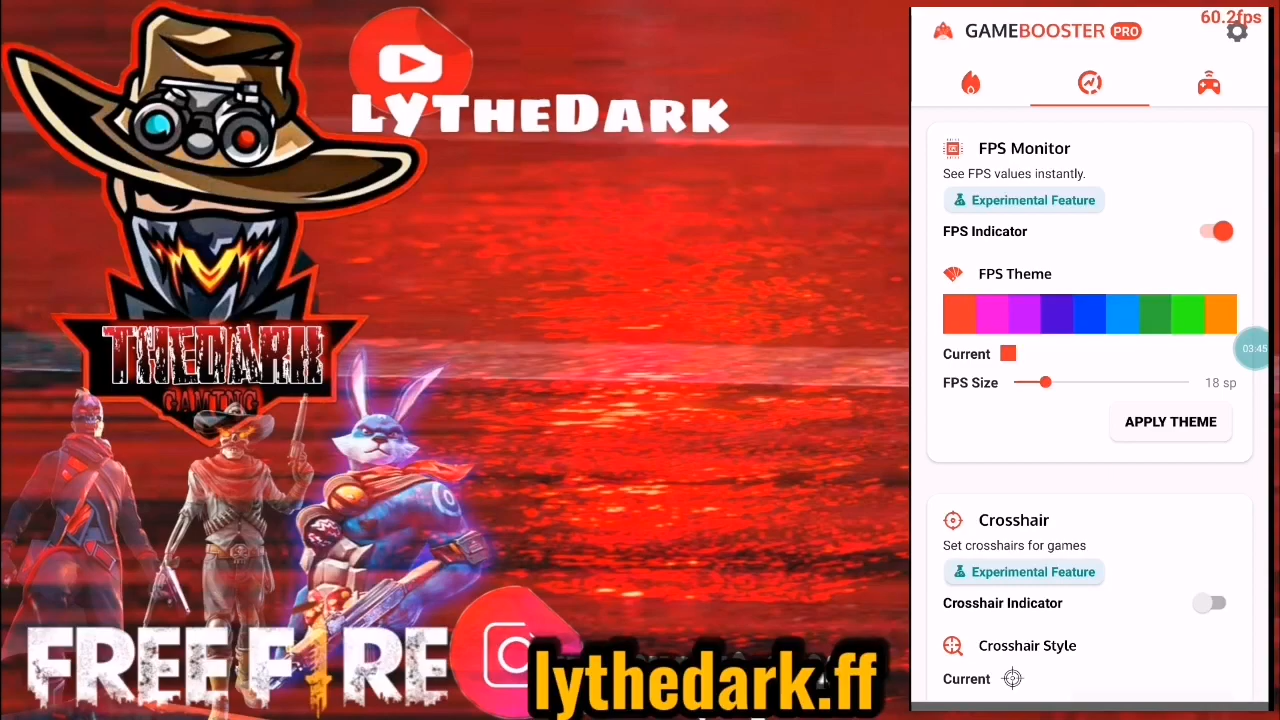 LYTHEDARK
THEDARK
GAMING
FREE FIRE
lythedark.ff
60.2fps
GAMEBOOSTER PRO
FPS Monitor
See FPS values instantly.
Experimental Feature
FPS Indicator
FPS Theme
Current
03:45
FPS Size 18 sp
APPLY THEME
Crosshair
Set crosshairs for games
Experimental Feature
Crosshair Indicator
Crosshair Style
Current